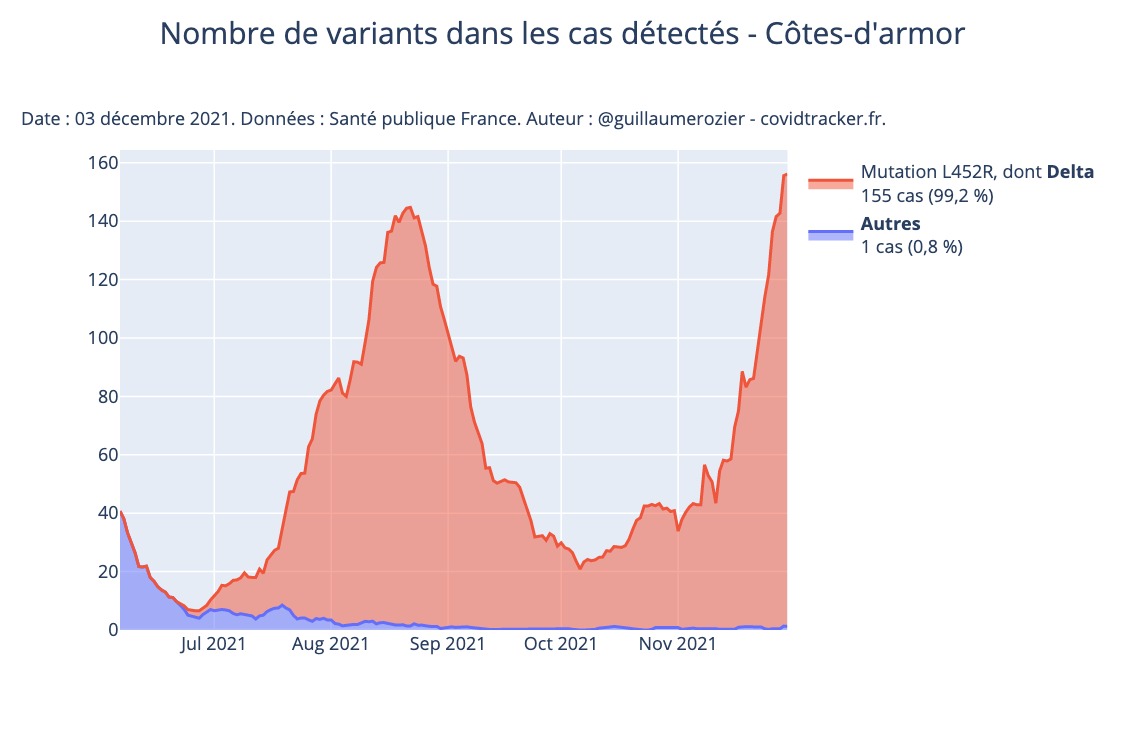 Nombre de variants dans les cas détectés - Côtes-d'armor
Date : 03 décembre 2021. Données : Santé publique France. Auteur : @guillaumerozier - covidtracker.fr.
160
140
120
100
80
60
40
20
0
Jul 2021
Aug 2021
Sep 2021
Oct 2021
Nov 2021
Mutation L452R, dont Delta
155 cas (99,2 %)
Autres
1 cas (0,8 %)